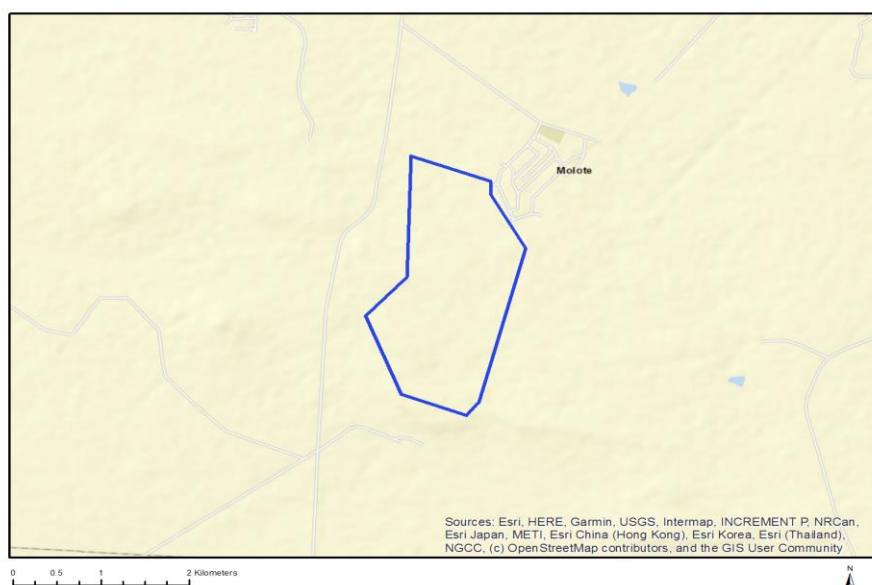 Molote
Sources: Esri, HERE, Garmin, USGS, Intermap, INCREMENT P, NRCan,
Esri Japan, METI, Esri China (Hong Kong), Esri Korea, Esri (Thailand),
NGCC, (c) OpenStreetMap contributors, and the GIS User Community
0 0.5 1 2 Kilometers
N